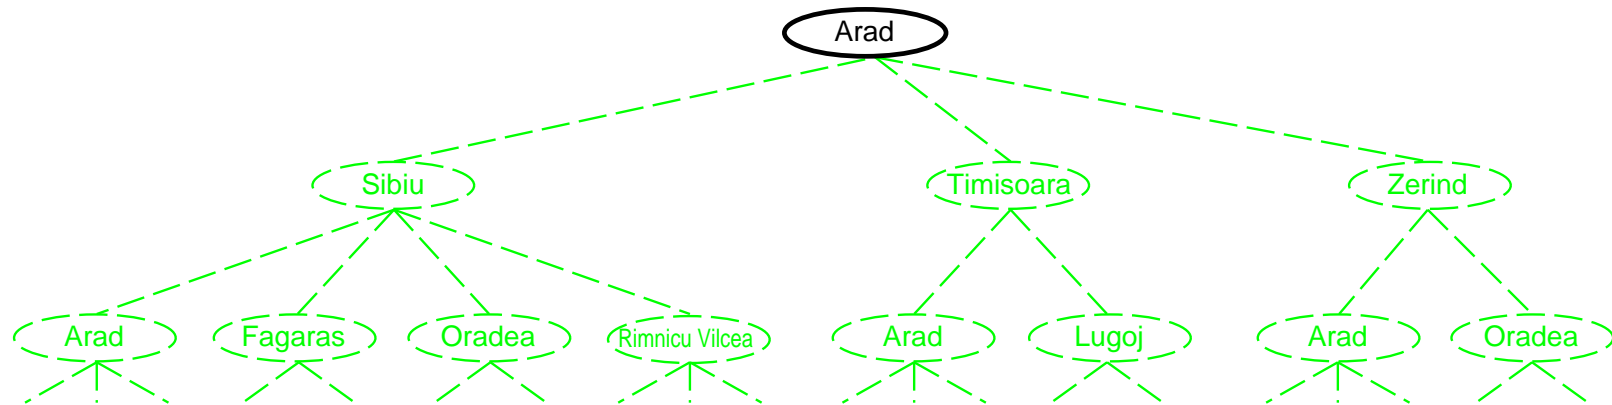 Arad
Sibiu
Timisoara
Zerind
Arad
Fagaras
Oradea
Rimnicu Vilcea
Arad
Lugoj
Arad
Oradea